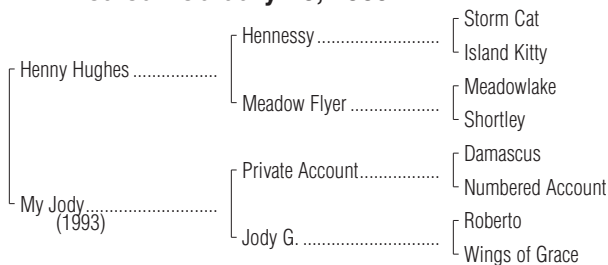 Storm Cat
Hennessy ........................................
Island Kitty
Henny Hughes ..................
Meadowlake
Meadow Flyer ...................
Shortley
Damascus
Private Account.................
Numbered Account
My Jody............................
(1993)
Roberto
Jody G. .............................
Wings of Grace